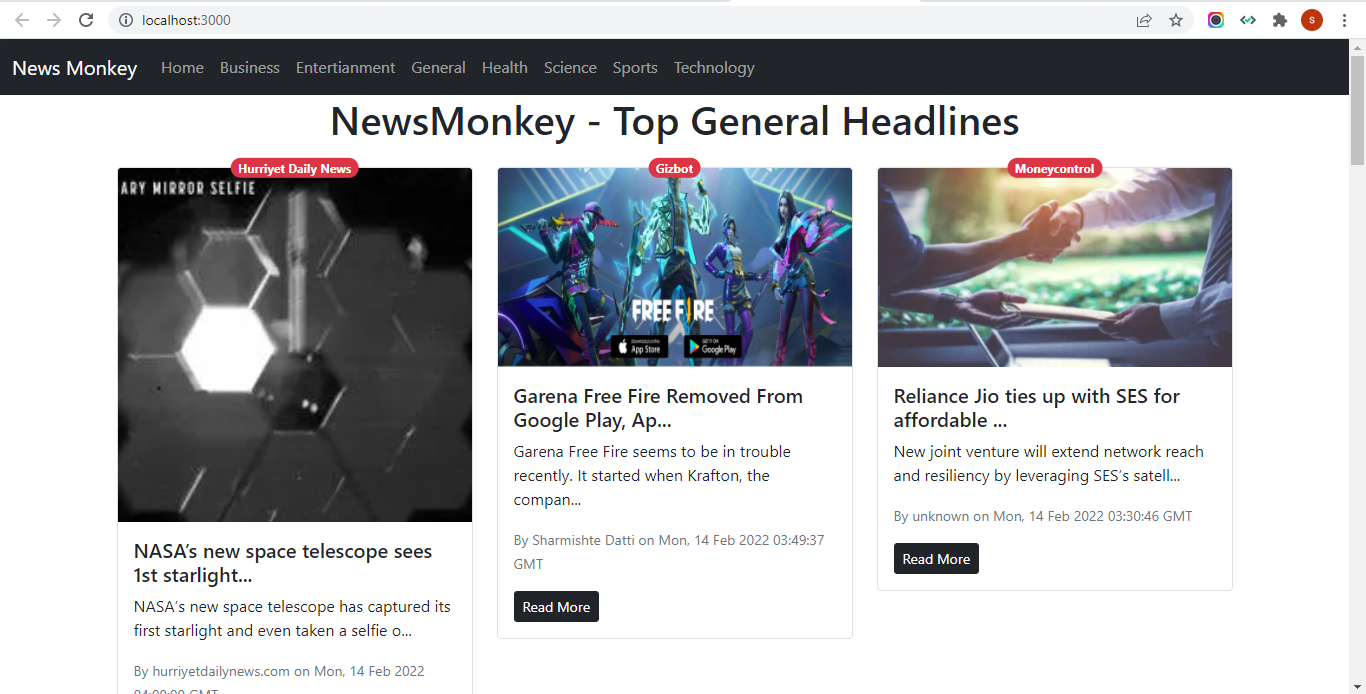 localhost:3000
S
News Monkey Home Business Entertianment General Health Science Sports Technology
NewsMonkey - Top General Headlines
Hurriyet Daily News
ARY MIRROR SELFIE
NASA's new space telescope sees
1st starlight...
NASA's new space telescope has captured its
first starlight and even taken a selfie o...
By hurriyetdailynews.com on Mon, 14 Feb 2022
04:00:00 GMT
Gizbot
FREE FIRE
Download on the
App Store
GET IT ON
Google Play
Garena Free Fire Removed From
Google Play, Ap...
Garena Free Fire seems to be in trouble
recently. It started when Krafton, the
compan...
By Sharmishte Datti on Mon, 14 Feb 2022 03:49:37
GMT
Read More
Moneycontrol
Reliance Jio ties up with SES for
affordable ...
New joint venture will extend network reach
and resiliency by leveraging SES's satell...
By unknown on Mon, 14 Feb 2022 03:30:46 GMT
Read More